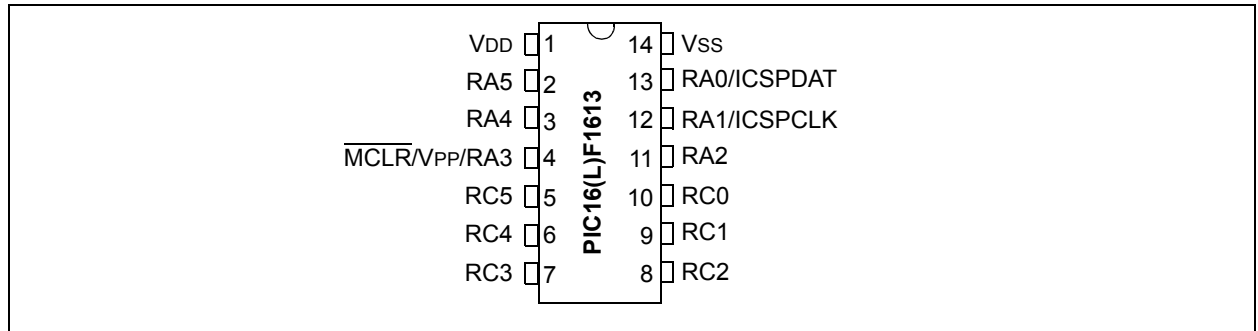 VDD 1 14 VSS
RA5 2 13 RA0/ICSPDAT
RA4 3 12 RA1/ICSPCLK
MCLR/VPP/RA3 4 11 RA2
RC5 5 10 RC0
RC4 6 9 RC1
RC3 7 8 RC2
PIC16(L)F1613